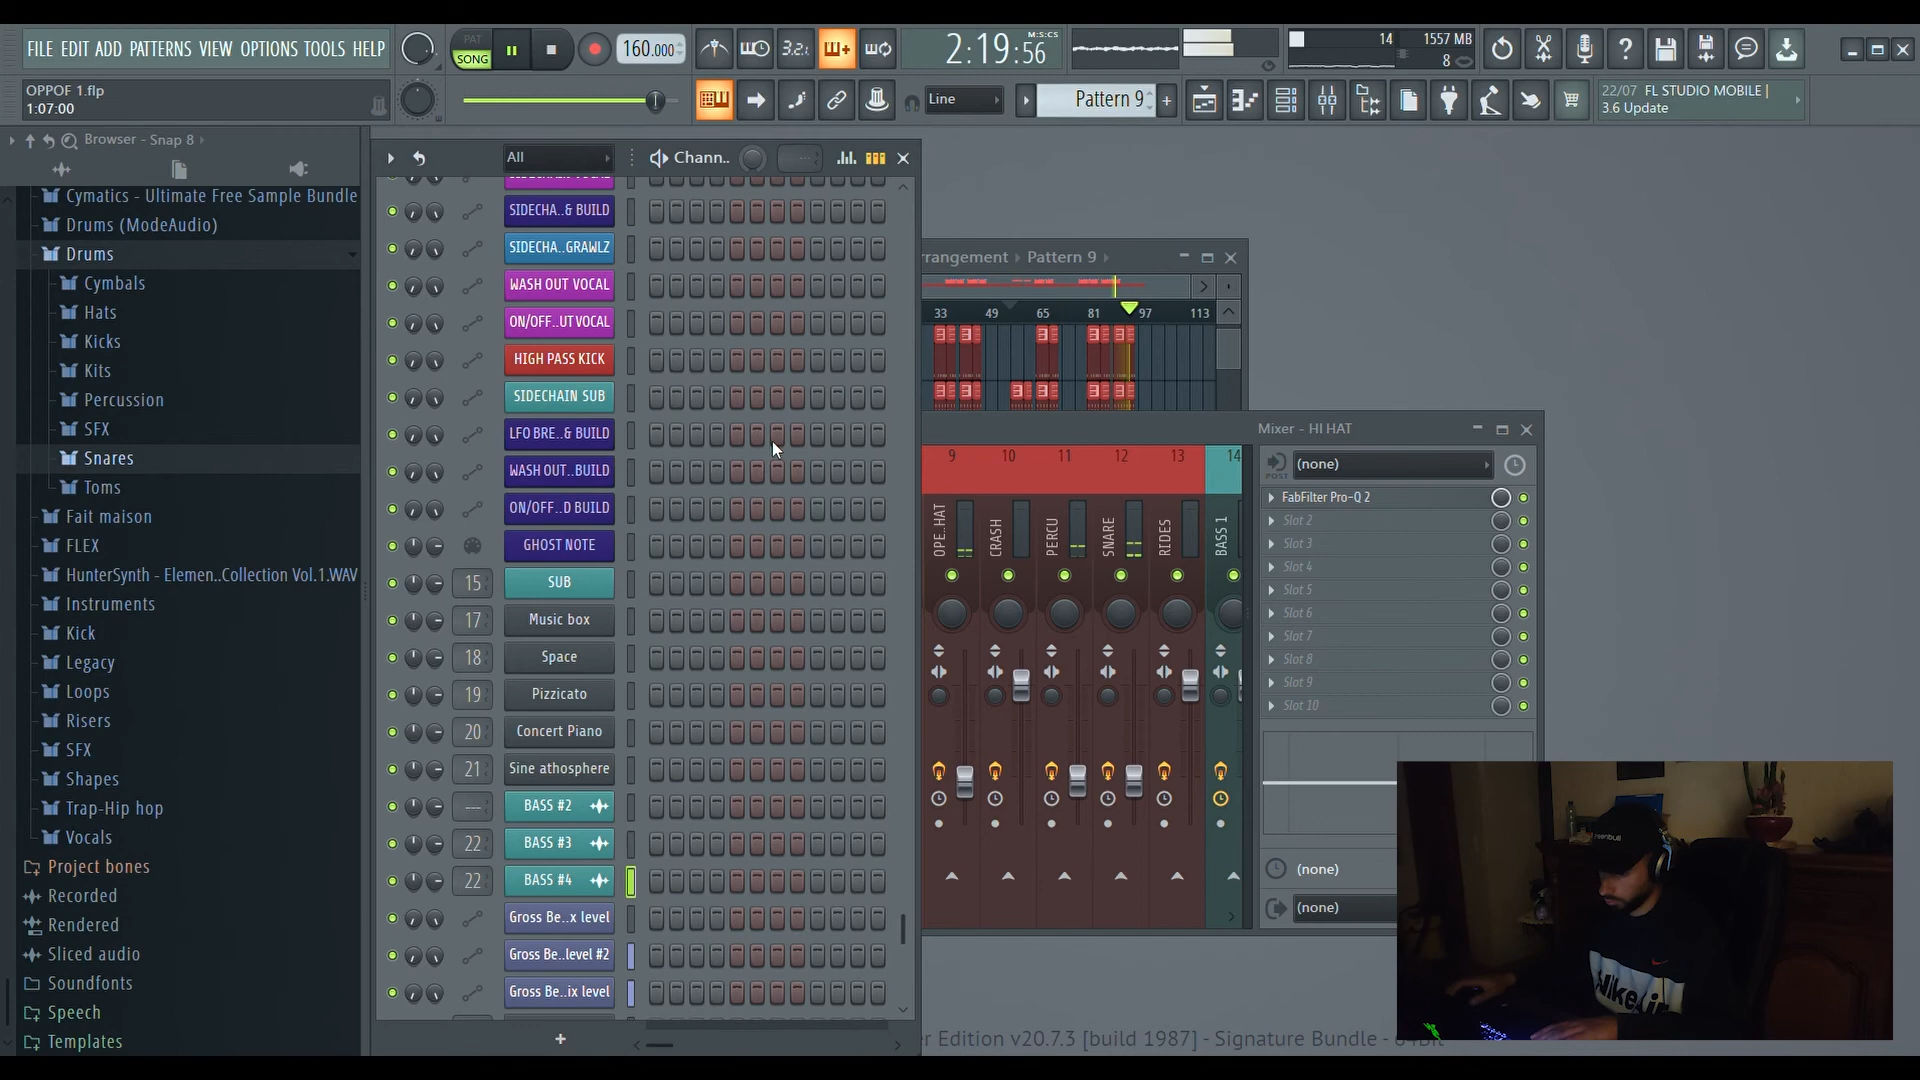 FILE EDIT ADD PATTERNS VIEW OPTIONS TOOLS HELP
PAT
SONG
160.000
3.2.
2:19:56
M:S:CS
14
1557 MB
8
OPPOF 1.flp
1:07:00
Line
Pattern 9
22/07 FL STUDIO MOBILE |
3.6 Update
Browser - Snap 8
Cymatics - Ultimate Free Sample Bundle
Drums (ModeAudio)
Drums
Cymbals
Hats
Kicks
Kits
Percussion
SFX
Snares
Toms
Fait maison
FLEX
HunterSynth - Elemen..Collection Vol.1.WAV
Instruments
Kick
Legacy
Loops
Risers
SFX
Shapes
Trap-Hip hop
Vocals
Project bones
Recorded
Rendered
Sliced audio
Soundfonts
Speech
Templates
All
Chann..
SIDECHA..& BUILD
SIDECHA..GRAWLZ
WASH OUT VOCAL
ON/OFF..UT VOCAL
HIGH PASS KICK
SIDECHAIN SUB
LFO BRE..& BUILD
WASH OUT..BUILD
ON/OFF..D BUILD
GHOST NOTE
15 SUB
17 Music box
18 Space
19 Pizzicato
20 Concert Piano
21 Sine athosphere
--- BASS #2
22 BASS #3
22 BASS #4
Gross Be..x level
Gross Be..level #2
Gross Be..ix level
rrangement Pattern 9
33 49 65 81 97 113
9 10 11 12 13 14
OPE..HAT
CRASH
PERCU
SNARE
RIDES
BASS 1
Mixer - HI HAT
POST
(none)
FabFilter Pro-Q 2
Slot 2
Slot 3
Slot 4
Slot 5
Slot 6
Slot 7
Slot 8
Slot 9
Slot 10
(none)
(none)
er Edition v20.7.3 [build 1987] - Signature Bundle - 64Bit